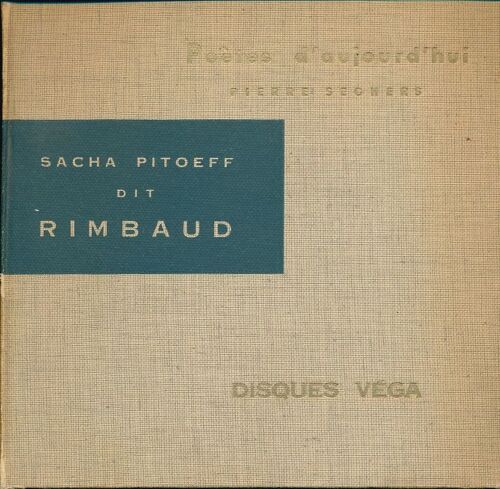 Poètes d'aujourd'hui
PIERRE SEGHERS
SACHA PITOEFF
DIT
RIMBAUD
DISQUES VÉGA